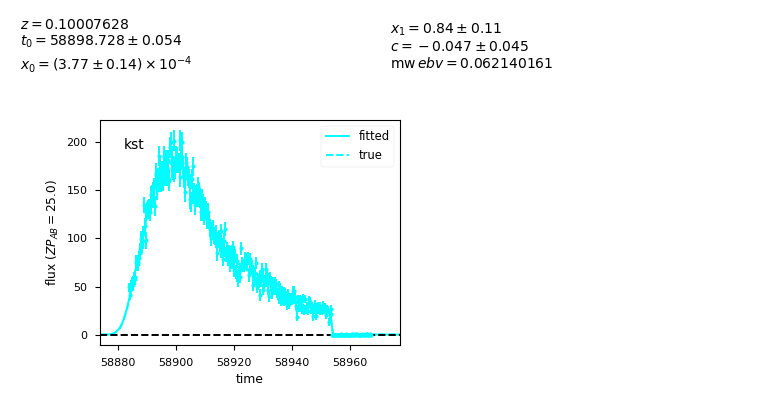 z = 0.10007628
t₀ = 58898.728 ± 0.054
x₀ = (3.77 ± 0.14) × 10⁻⁴
x₁ = 0.84 ± 0.11
c = −0.047 ± 0.045
mw ebv = 0.062140161
kst
fitted
true
200
150
100
50
0
flux (ZP_AB = 25.0)
58880 58900 58920 58940 58960
time